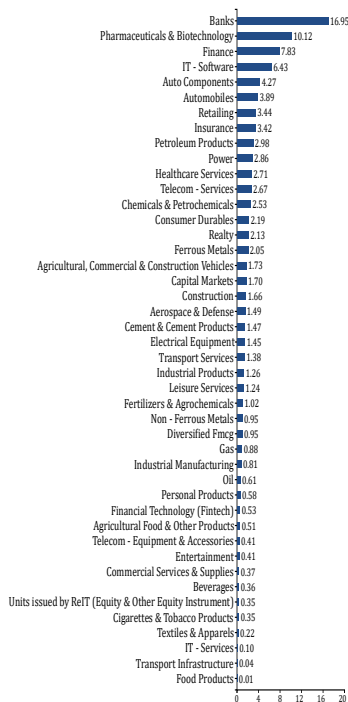 Banks 16.95
Pharmaceuticals & Biotechnology 10.12
Finance 7.83
IT - Software 6.43
Auto Components 4.27
Automobiles 3.89
Retailing 3.44
Insurance 3.42
Petroleum Products 2.98
Power 2.86
Healthcare Services 2.71
Telecom - Services 2.67
Chemicals & Petrochemicals 2.53
Consumer Durables 2.19
Realty 2.13
Ferrous Metals 2.05
Agricultural, Commercial & Construction Vehicles 1.73
Capital Markets 1.70
Construction 1.66
Aerospace & Defense 1.49
Cement & Cement Products 1.47
Electrical Equipment 1.45
Transport Services 1.38
Industrial Products 1.26
Leisure Services 1.24
Fertilizers & Agrochemicals 1.02
Non - Ferrous Metals 0.95
Diversified Fmcg 0.95
Gas 0.88
Industrial Manufacturing 0.81
Oil 0.61
Personal Products 0.58
Financial Technology (Fintech) 0.53
Agricultural Food & Other Products 0.51
Telecom - Equipment & Accessories 0.41
Entertainment 0.41
Commercial Services & Supplies 0.37
Beverages 0.36
Units issued by ReIT (Equity & Other Equity Instrument) 0.35
Cigarettes & Tobacco Products 0.35
Textiles & Apparels 0.22
IT - Services 0.10
Transport Infrastructure 0.04
Food Products 0.01
0 4 8 12 16 20